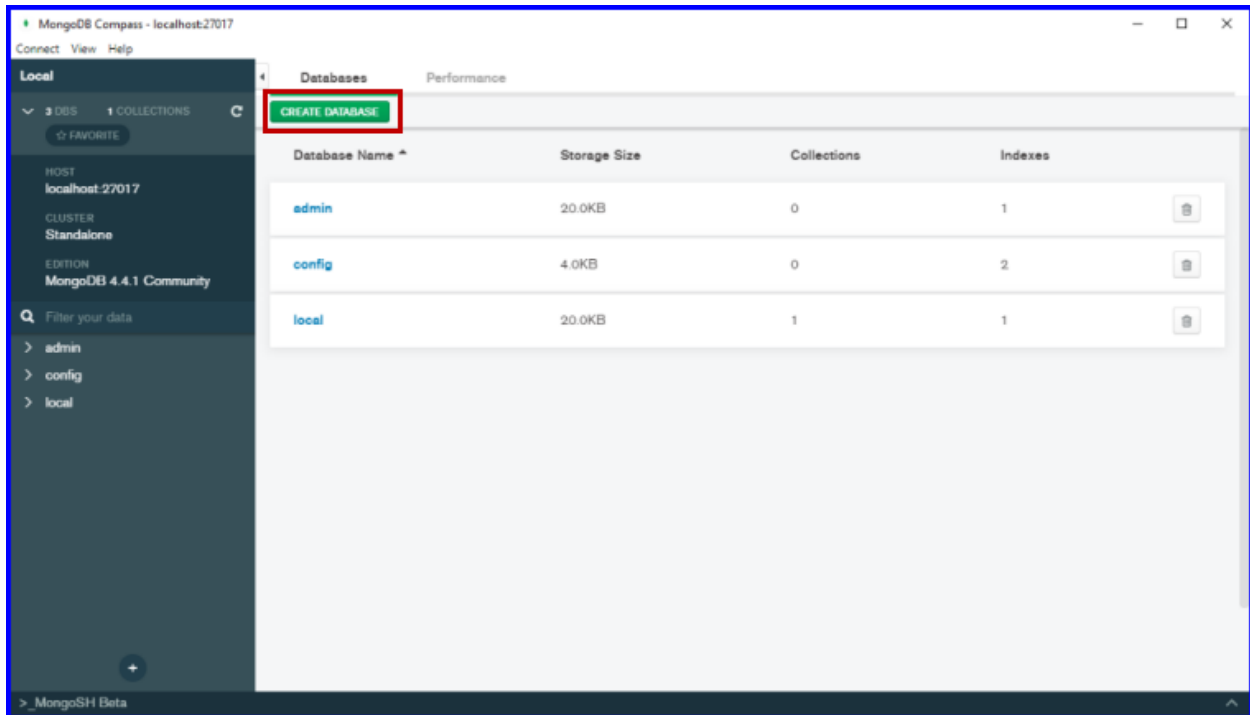 MongoDB Compass - localhost:27017
Connect View Help
Local
3 DBS 1 COLLECTIONS
☆ FAVORITE
HOST
localhost:27017
CLUSTER
Standalone
EDITION
MongoDB 4.4.1 Community
Filter your data
> admin
> config
> local
Databases Performance
CREATE DATABASE
Database Name Storage Size Collections Indexes
admin 20.0KB 0 1
config 4.0KB 0 2
local 20.0KB 1 1
>_MongoSH Beta